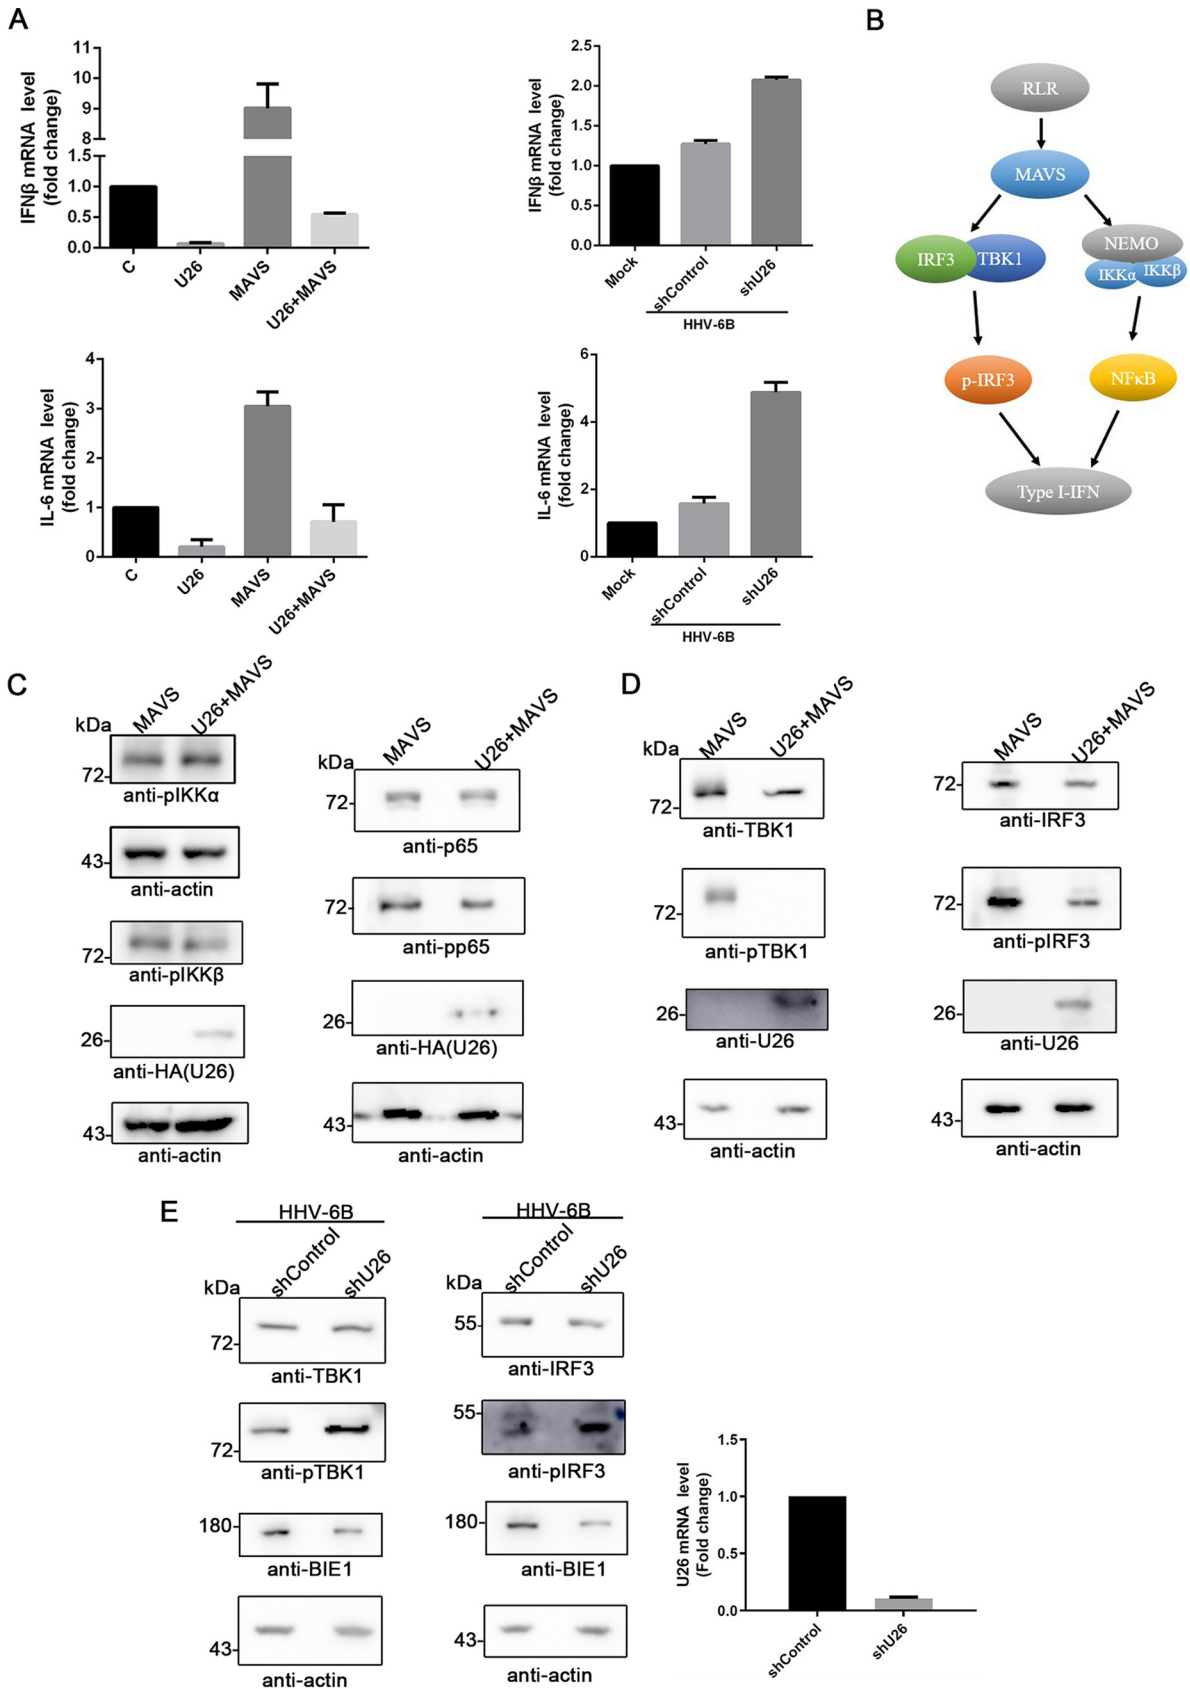 A
IFNβ mRNA level
(fold change)
11
10
9
8
1.5
1.0
0.5
0.0
C
U26
MAVS
U26+MAVS
IFNβ mRNA level
(fold change)
2.5
2.0
1.5
1.0
0.5
0.0
Mock
shControl
shU26
HHV-6B
IL-6 mRNA level
(fold change)
4
3
2
1
0
C
U26
MAVS
U26+MAVS
IL-6 mRNA level
(fold change)
6
4
2
0
Mock
shControl
shU26
HHV-6B
B
RLR
MAVS
IRF3
TBK1
NEMO
IKKα
IKKβ
p-IRF3
NFκB
Type I-IFN
C
kDa
MAVS
U26+MAVS
72
anti-pIKKα
43
anti-actin
72
anti-pIKKβ
26
anti-HA(U26)
43
anti-actin
kDa
MAVS
U26+MAVS
72
anti-p65
72
anti-pp65
26
anti-HA(U26)
43
anti-actin
D
kDa
MAVS
U26+MAVS
72
anti-TBK1
72
anti-pTBK1
26
anti-U26
43
anti-actin
MAVS
U26+MAVS
72
anti-IRF3
72
anti-pIRF3
26
anti-U26
43
anti-actin
E
HHV-6B
kDa
shControl
shU26
72
anti-TBK1
72
anti-pTBK1
180
anti-BIE1
43
anti-actin
HHV-6B
kDa
shControl
shU26
55
anti-IRF3
55
anti-pIRF3
180
anti-BIE1
43
anti-actin
U26 mRNA level
(Fold change)
1.5
1.0
0.5
0.0
shControl
shU26